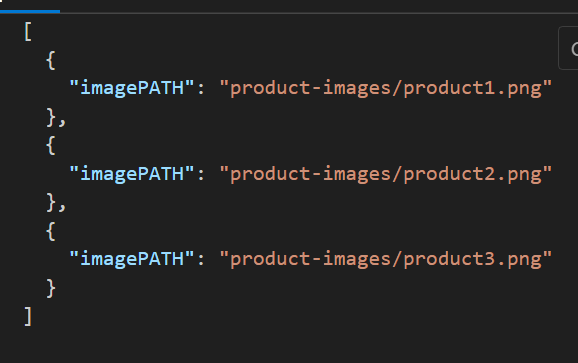 [
{
"imagePATH": "product-images/product1.png"
},
{
"imagePATH": "product-images/product2.png"
},
{
"imagePATH": "product-images/product3.png"
}
]